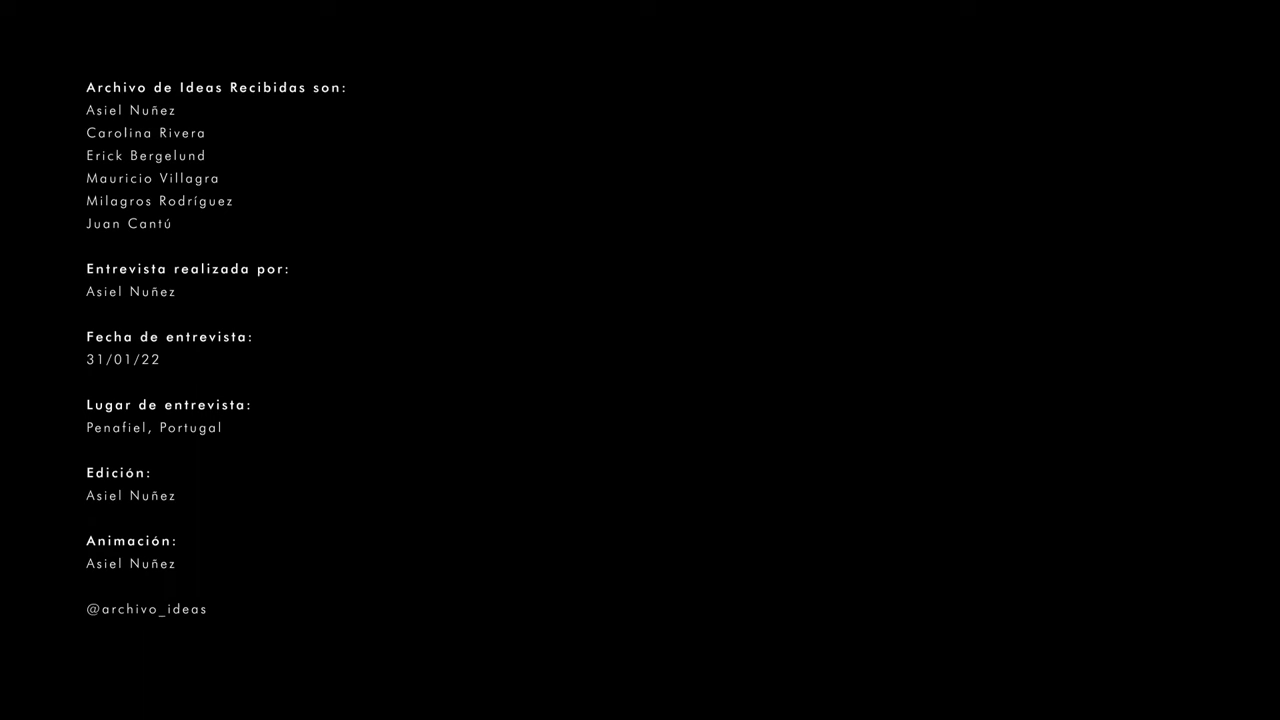 Archivo de Ideas Recibidas son:
Asiel Nuñez
Carolina Rivera
Erick Bergelund
Mauricio Villagra
Milagros Rodríguez
Juan Cantú
Entrevista realizada por:
Asiel Nuñez
Fecha de entrevista:
31/01/22
Lugar de entrevista:
Penafiel, Portugal
Edición:
Asiel Nuñez
Animación:
Asiel Nuñez
@archivo_ideas